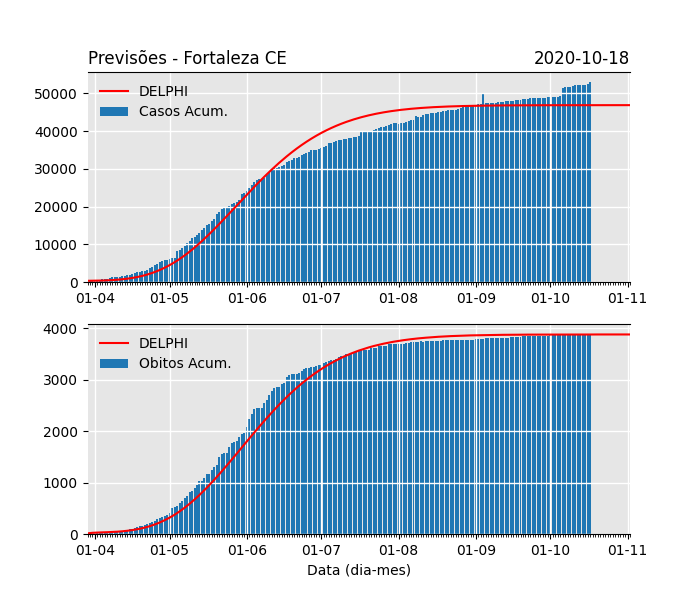 Previsões - Fortaleza CE 2020-10-18
DELPHI
Casos Acum.
50000
40000
30000
20000
10000
0
01-04 01-05 01-06 01-07 01-08 01-09 01-10 01-11
DELPHI
Obitos Acum.
4000
3000
2000
1000
0
01-04 01-05 01-06 01-07 01-08 01-09 01-10 01-11
Data (dia-mes)